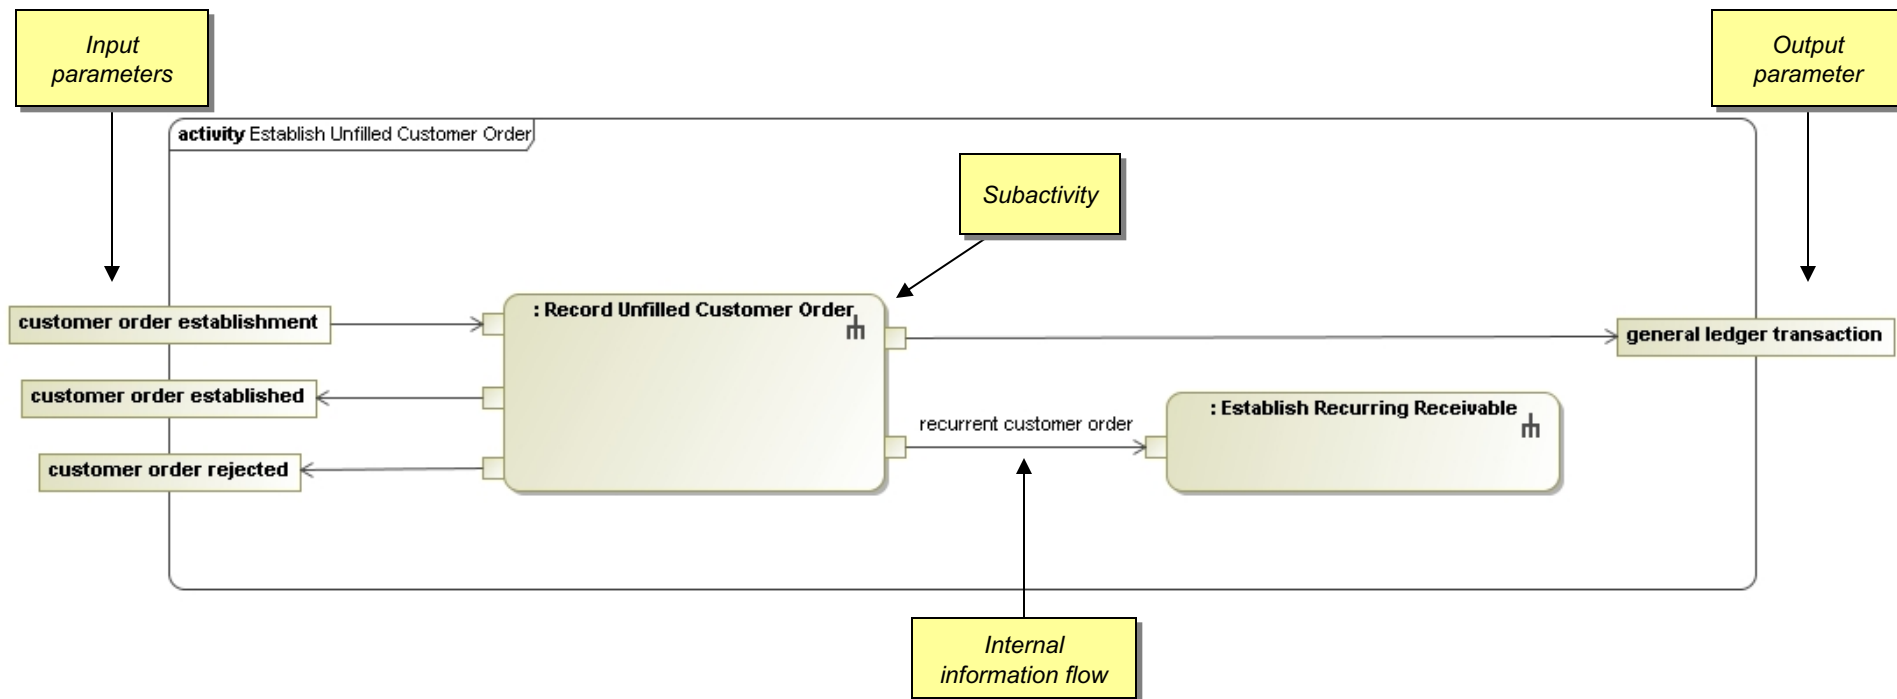 Input
parameters
Output
parameter
activity Establish Unfilled Customer Order
Subactivity
customer order establishment
: Record Unfilled Customer Order
general ledger transaction
customer order established
recurrent customer order
: Establish Recurring Receivable
customer order rejected
Internal
information flow